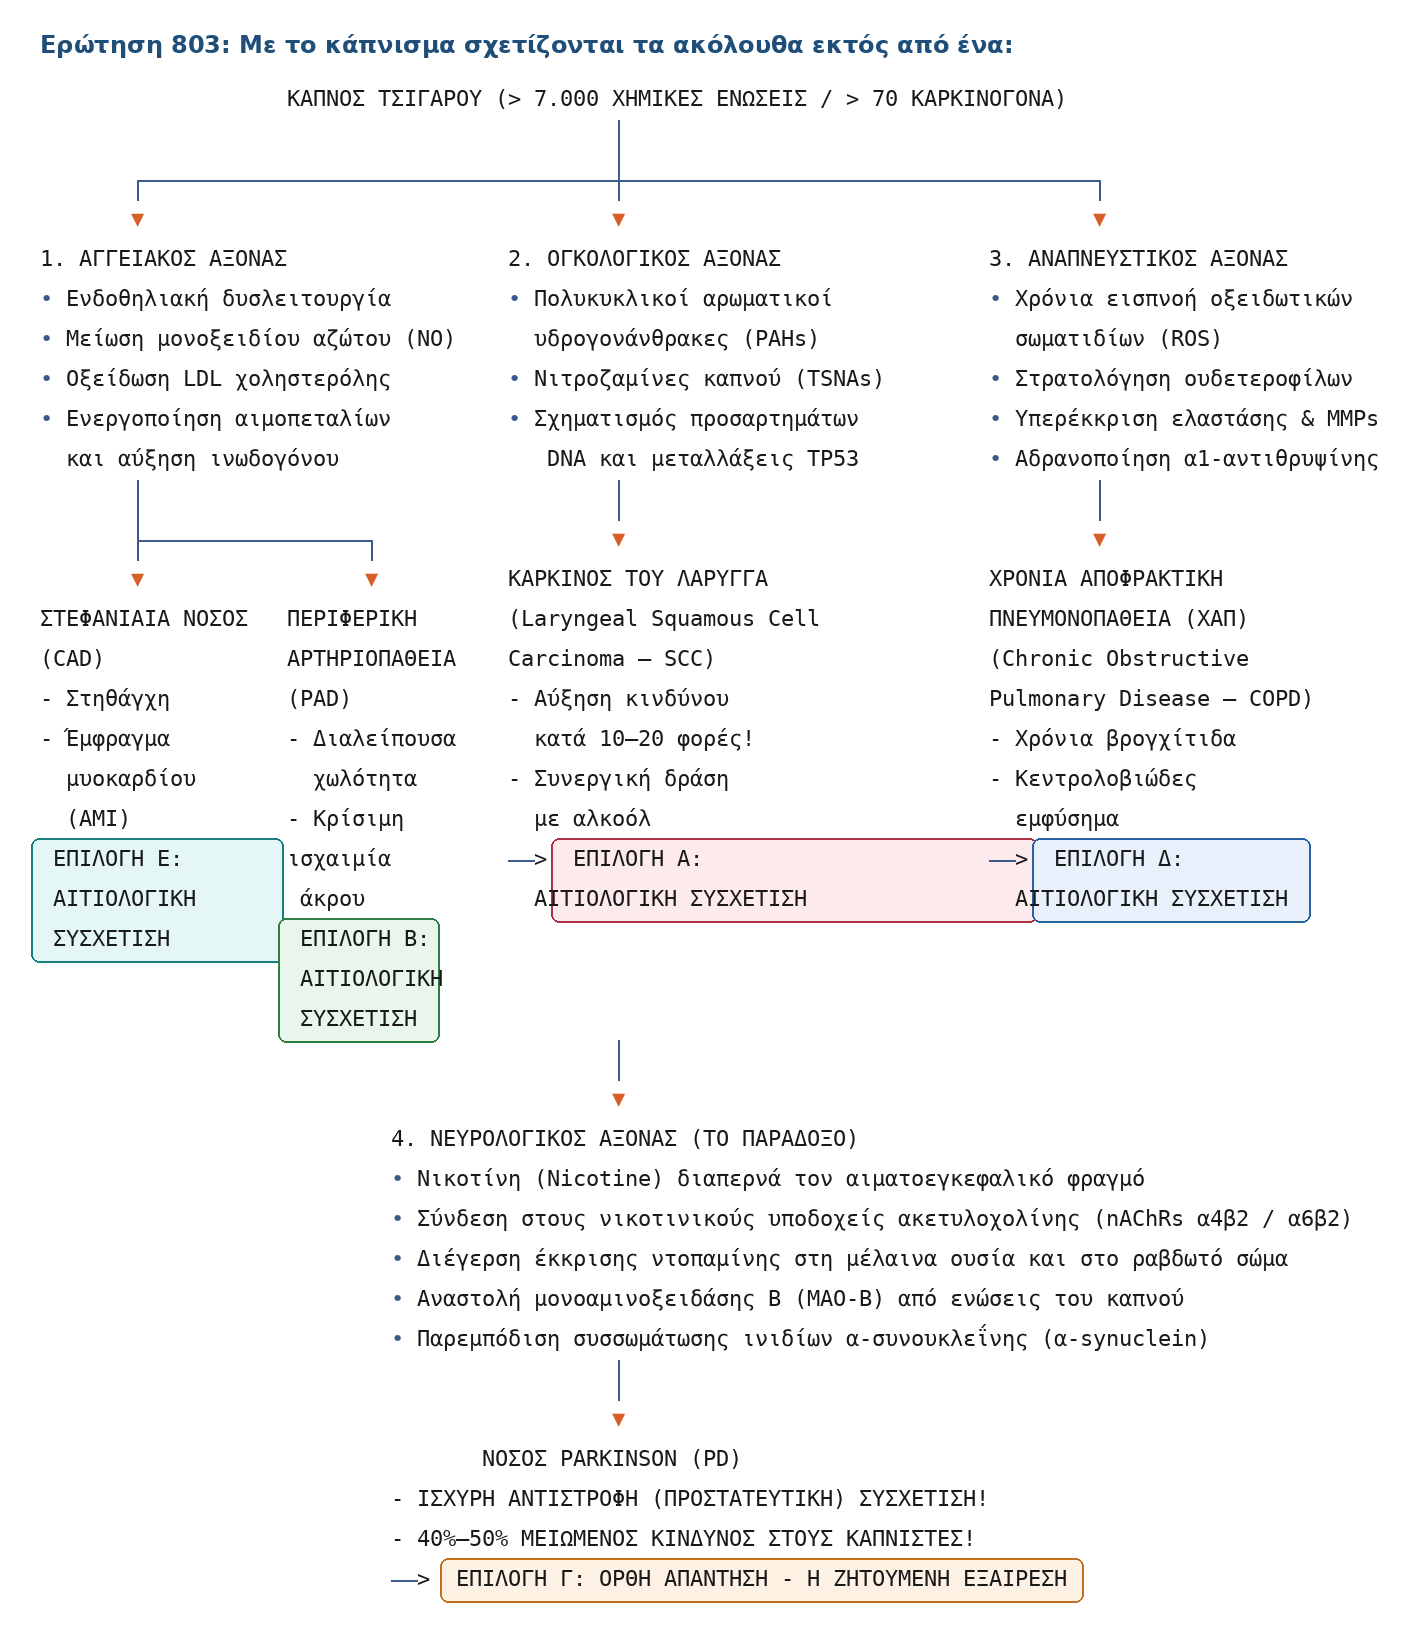 Ερώτηση 803: Με το κάπνισμα σχετίζονται τα ακόλουθα εκτός από ένα:
ΚΑΠΝΟΣ ΤΣΙΓΑΡΟΥ (> 7.000 ΧΗΜΙΚΕΣ ΕΝΩΣΕΙΣ / > 70 ΚΑΡΚΙΝΟΓΟΝΑ)
1. ΑΓΓΕΙΑΚΟΣ ΑΞΟΝΑΣ
• Ενδοθηλιακή δυσλειτουργία
• Μείωση μονοξειδίου αζώτου (NO)
• Οξείδωση LDL χοληστερόλης
• Ενεργοποίηση αιμοπεταλίων
και αύξηση ινωδογόνου
2. ΟΓΚΟΛΟΓΙΚΟΣ ΑΞΟΝΑΣ
• Πολυκυκλικοί αρωματικοί
υδρογονάνθρακες (PAHs)
• Νιτροζαμίνες καπνού (TSNAs)
• Σχηματισμός προσαρτημάτων
DNA και μεταλλάξεις TP53
3. ΑΝΑΠΝΕΥΣΤΙΚΟΣ ΑΞΟΝΑΣ
• Χρόνια εισπνοή οξειδωτικών
σωματιδίων (ROS)
• Στρατολόγηση ουδετεροφίλων
• Υπερέκκριση ελαστάσης & MMPs
• Αδρανοποίηση α1-αντιθρυψίνης
ΣΤΕΦΑΝΙΑΙΑ ΝΟΣΟΣ
(CAD)
- Στηθάγχη
- Έμφραγμα
μυοκαρδίου
(AMI)
ΕΠΙΛΟΓΗ Ε:
ΑΙΤΙΟΛΟΓΙΚΗ
ΣΥΣΧΕΤΙΣΗ
ΠΕΡΙΦΕΡΙΚΗ
ΑΡΤΗΡΙΟΠΑΘΕΙΑ
(PAD)
- Διαλείπουσα
χωλότητα
- Κρίσιμη
ισχαιμία
άκρου
ΕΠΙΛΟΓΗ Β:
ΑΙΤΙΟΛΟΓΙΚΗ
ΣΥΣΧΕΤΙΣΗ
ΚΑΡΚΙΝΟΣ ΤΟΥ ΛΑΡΥΓΓΑ
(Laryngeal Squamous Cell
Carcinoma – SCC)
- Αύξηση κινδύνου
κατά 10–20 φορές!
- Συνεργική δράση
με αλκοόλ
—> ΕΠΙΛΟΓΗ Α:
ΑΙΤΙΟΛΟΓΙΚΗ ΣΥΣΧΕΤΙΣΗ
ΧΡΟΝΙΑ ΑΠΟΦΡΑΚΤΙΚΗ
ΠΝΕΥΜΟΝΟΠΑΘΕΙΑ (ΧΑΠ)
(Chronic Obstructive
Pulmonary Disease – COPD)
- Χρόνια βρογχίτιδα
- Κεντρολοβιώδες
εμφύσημα
—> ΕΠΙΛΟΓΗ Δ:
ΑΙΤΙΟΛΟΓΙΚΗ ΣΥΣΧΕΤΙΣΗ
4. ΝΕΥΡΟΛΟΓΙΚΟΣ ΑΞΟΝΑΣ (ΤΟ ΠΑΡΑΔΟΞΟ)
• Νικοτίνη (Nicotine) διαπερνά τον αιματοεγκεφαλικό φραγμό
• Σύνδεση στους νικοτινικούς υποδοχείς ακετυλοχολίνης (nAChRs α4β2 / α6β2)
• Διέγερση έκκρισης ντοπαμίνης στη μέλαινα ουσία και στο ραβδωτό σώμα
• Αναστολή μονοαμινοξειδάσης Β (MAO-B) από ενώσεις του καπνού
• Παρεμπόδιση συσσωμάτωσης ινιδίων α-συνουκλεΐνης (α-synuclein)
ΝΟΣΟΣ PARKINSON (PD)
- ΙΣΧΥΡΗ ΑΝΤΙΣΤΡΟΦΗ (ΠΡΟΣΤΑΤΕΥΤΙΚΗ) ΣΥΣΧΕΤΙΣΗ!
- 40%–50% ΜΕΙΩΜΕΝΟΣ ΚΙΝΔΥΝΟΣ ΣΤΟΥΣ ΚΑΠΝΙΣΤΕΣ!
—> ΕΠΙΛΟΓΗ Γ: ΟΡΘΗ ΑΠΑΝΤΗΣΗ - Η ΖΗΤΟΥΜΕΝΗ ΕΞΑΙΡΕΣΗ